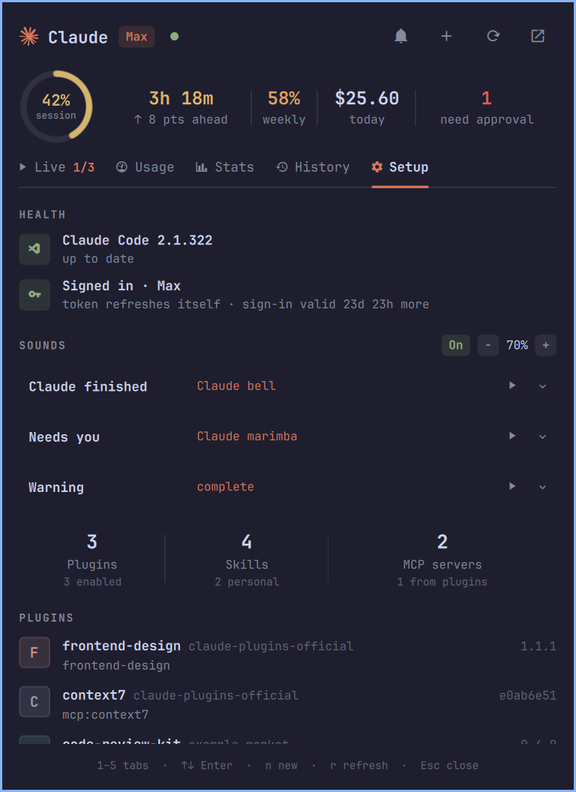 Claude Max
42%
session
3h 18m
↑ 8 pts ahead
58%
weekly
$25.60
today
1
need approval
Live 1/3 Usage Stats History Setup
HEALTH
Claude Code 2.1.322
up to date
Signed in · Max
token refreshes itself · sign-in valid 23d 23h more
SOUNDS On - 70% +
Claude finished Claude bell
Needs you Claude marimba
Warning complete
3
Plugins
3 enabled
4
Skills
2 personal
2
MCP servers
1 from plugins
PLUGINS
F
frontend-design claude-plugins-official 1.1.1
frontend-design
C
context7 claude-plugins-official e0ab6e51
mcp:context7
code-review-kit example-market
1–5 tabs · ↑↓ Enter · n new · r refresh · Esc close